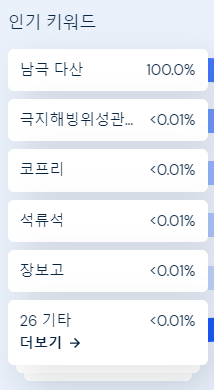 인기 키워드
남극 다산 100.0%
극지해빙위성관... <0.01%
코프리 <0.01%
석류석 <0.01%
장보고 <0.01%
26 기타 <0.01%
더보기 →